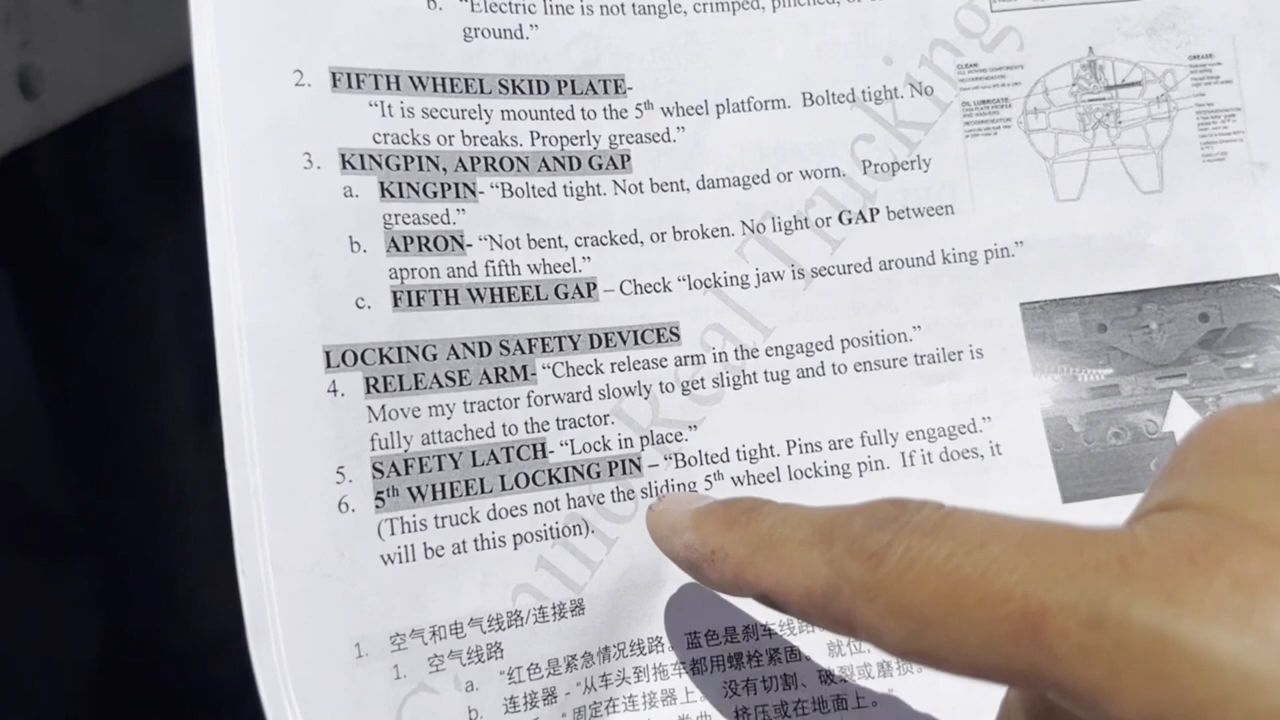 b. "Electric line is not tangle, crimped, pinched, or
ground."
2. FIFTH WHEEL SKID PLATE-
"It is securely mounted to the 5th wheel platform. Bolted tight. No
cracks or breaks. Properly greased."
3. KINGPIN, APRON AND GAP
a. KINGPIN- "Bolted tight. Not bent, damaged or worn. Properly
greased."
b. APRON- "Not bent, cracked, or broken. No light or GAP between
apron and fifth wheel."
c. FIFTH WHEEL GAP – Check "locking jaw is secured around king pin."
LOCKING AND SAFETY DEVICES
4. RELEASE ARM- "Check release arm in the engaged position."
Move my tractor forward slowly to get slight tug and to ensure trailer is
fully attached to the tractor.
5. SAFETY LATCH- "Lock in place."
6. 5th WHEEL LOCKING PIN – "Bolted tight. Pins are fully engaged."
(This truck does not have the sliding 5th wheel locking pin. If it does, it
will be at this position).
1. 空气和电气线路/连接器
1. 空气线路
a. "红色是紧急情况线路。蓝色是刹车线路
连接器 - "从车头到拖车都用螺栓紧固。就位,
b. "固定在连接器上。没有切割、破裂或磨损。
挤压或在地面上。"
CLEAN:
GREASE:
OIL LUBRICATE:
Real Trucking